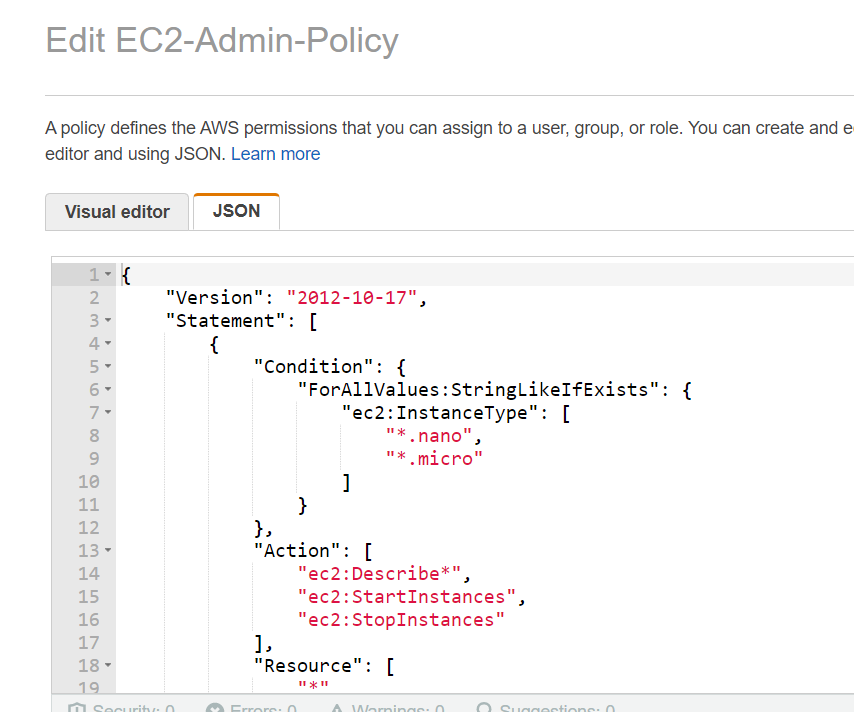 Edit EC2-Admin-Policy
A policy defines the AWS permissions that you can assign to a user, group, or role. You can create and e
editor and using JSON. Learn more
Visual editor JSON
1 {
2 "Version": "2012-10-17",
3 "Statement": [
4 {
5 "Condition": {
6 "ForAllValues:StringLikeIfExists": {
7 "ec2:InstanceType": [
8 "*.nano",
9 "*.micro"
10 ]
11 }
12 },
13 "Action": [
14 "ec2:Describe*",
15 "ec2:StartInstances",
16 "ec2:StopInstances"
17 ],
18 "Resource": [
19 "*"
Security: 0 Errors: 0 Warnings: 0 Suggestions: 0